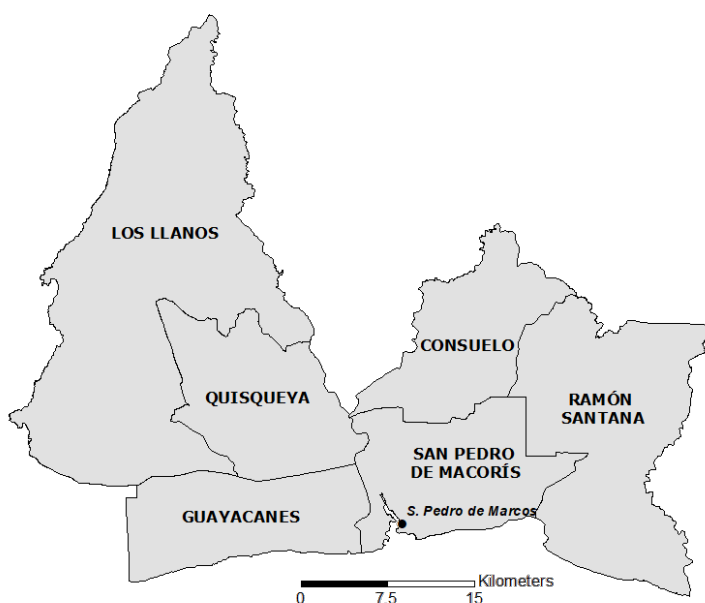 LOS LLANOS
CONSUELO
QUISQUEYA
RAMÓN
SANTANA
SAN PEDRO
DE MACORÍS
GUAYACANES
S. Pedro de Marcos
Kilometers
0 7.5 15